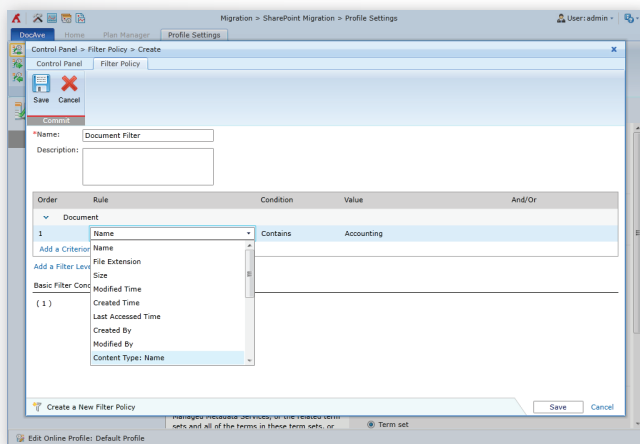 Migration > SharePoint Migration > Profile Settings
User: admin
DocAve Home Plan Manager Profile Settings
Control Panel > Filter Policy > Create
Control Panel Filter Policy
Save Cancel
Commit
*Name: Document Filter
Description:
Order Rule Condition Value And/Or
Document
1 Name Contains Accounting
Add a Criterion
Name
File Extension
Add a Filter Leve
Size
Basic Filter Cond
Modified Time
Created Time
( 1 )
Last Accessed Time
Created By
Modified By
Content Type: Name
Create a New Filter Policy Save Cancel
Managed Metadata Services, or the related term
sets and all of the terms in these term sets, or
Term set
Edit Online Profile: Default Profile